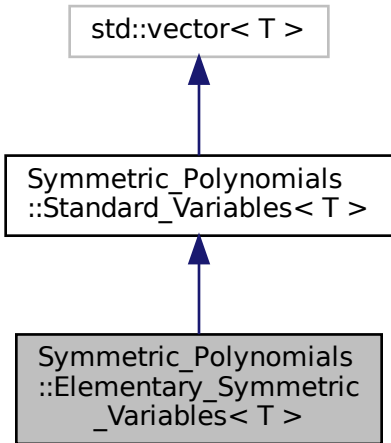 std::vector< T >
Symmetric_Polynomials
::Standard_Variables< T >
Symmetric_Polynomials
::Elementary_Symmetric
_Variables< T >